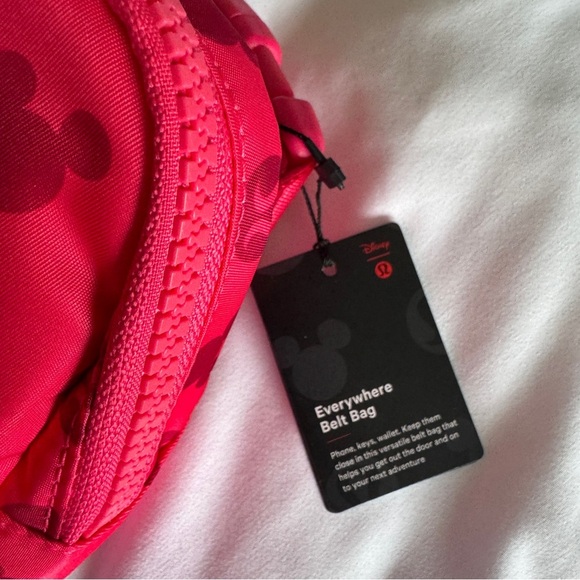 Disney
Everywhere
Belt Bag
Phone, keys, wallet. Keep them
close in this versatile belt bag that
helps you get out the door and on
to your next adventure